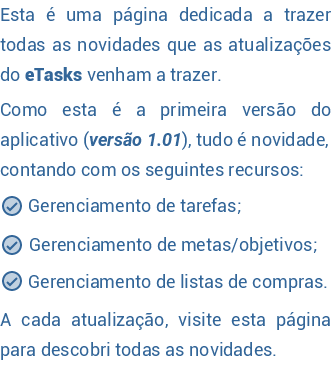 Esta é uma página dedicada a trazer
todas as novidades que as atualizações
do eTasks venham a trazer.
Como esta é a primeira versão do
aplicativo (versão 1.01), tudo é novidade,
contando com os seguintes recursos:
Gerenciamento de tarefas;
Gerenciamento de metas/objetivos;
Gerenciamento de listas de compras.
A cada atualização, visite esta página
para descobri todas as novidades.